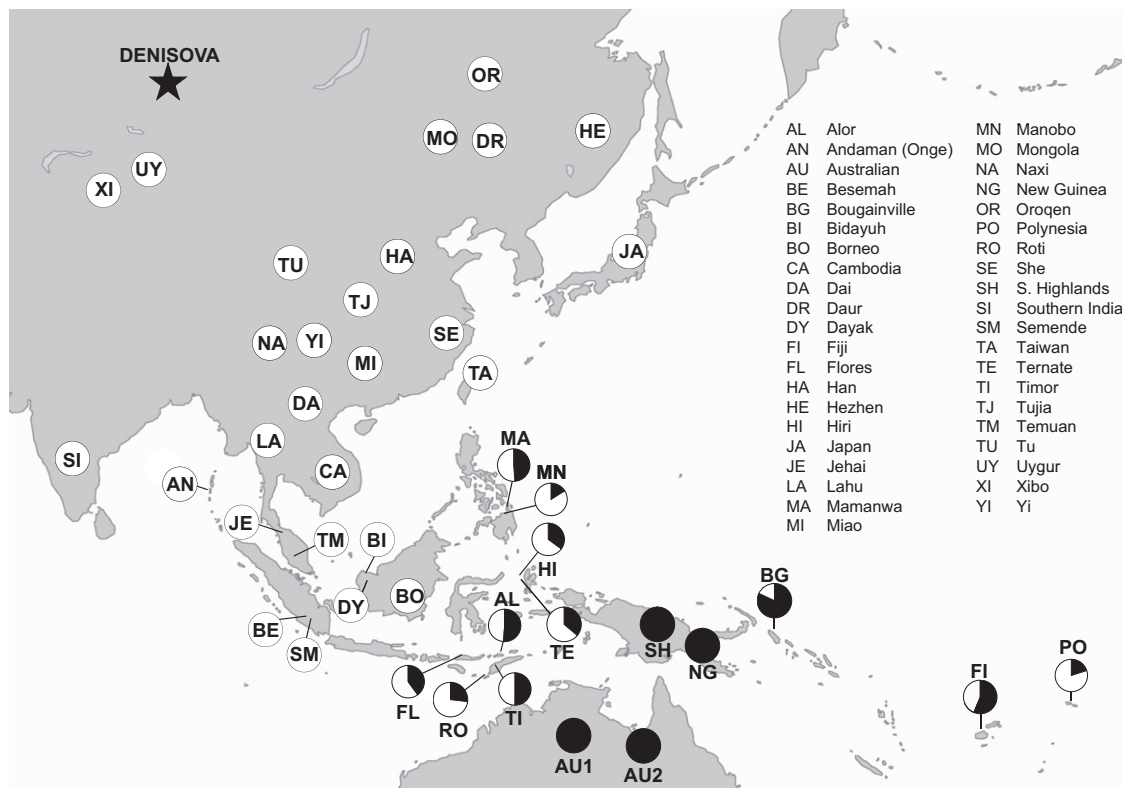 DENISOVA
OR
MO
DR
HE
UY
XI
JA
HA
TU
TJ
SE
NA
YI
MI
TA
DA
LA
SI
CA
AN
MA
MN
JE
TM
BI
HI
BO
DY
AL
BG
BE
SM
TE
SH
NG
PO
FI
FL
RO
TI
AU1
AU2
AL Alor
AN Andaman (Onge)
AU Australian
BE Besemah
BG Bougainville
BI Bidayuh
BO Borneo
CA Cambodia
DA Dai
DR Daur
DY Dayak
FI Fiji
FL Flores
HA Han
HE Hezhen
HI Hiri
JA Japan
JE Jehai
LA Lahu
MA Mamanwa
MI Miao
MN Manobo
MO Mongola
NA Naxi
NG New Guinea
OR Oroqen
PO Polynesia
RO Roti
SE She
SH S. Highlands
SI Southern India
SM Semende
TA Taiwan
TE Ternate
TI Timor
TJ Tujia
TM Temuan
TU Tu
UY Uygur
XI Xibo
YI Yi